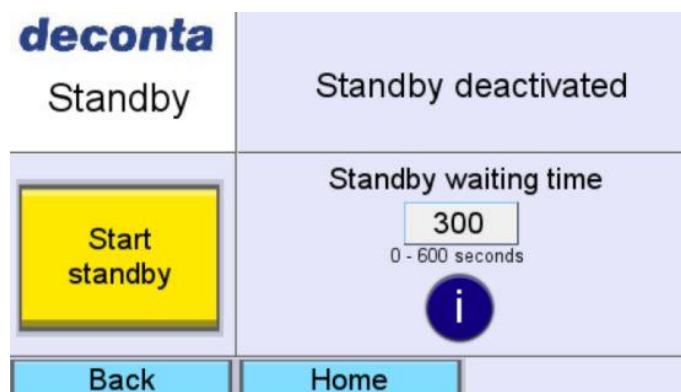 deconta
Standby
Standby deactivated
Start
standby
Standby waiting time
300
0 - 600 seconds
i
Back
Home